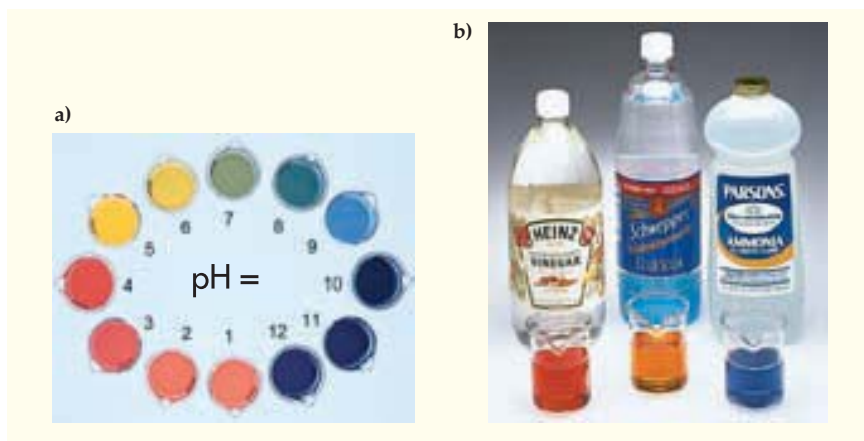 a)
b)
7
6
8
5
9
pH =
4
10
3
11
2
1
12
HEINZ
VINEGAR
Schweppes
PARSONS
AMMONIA